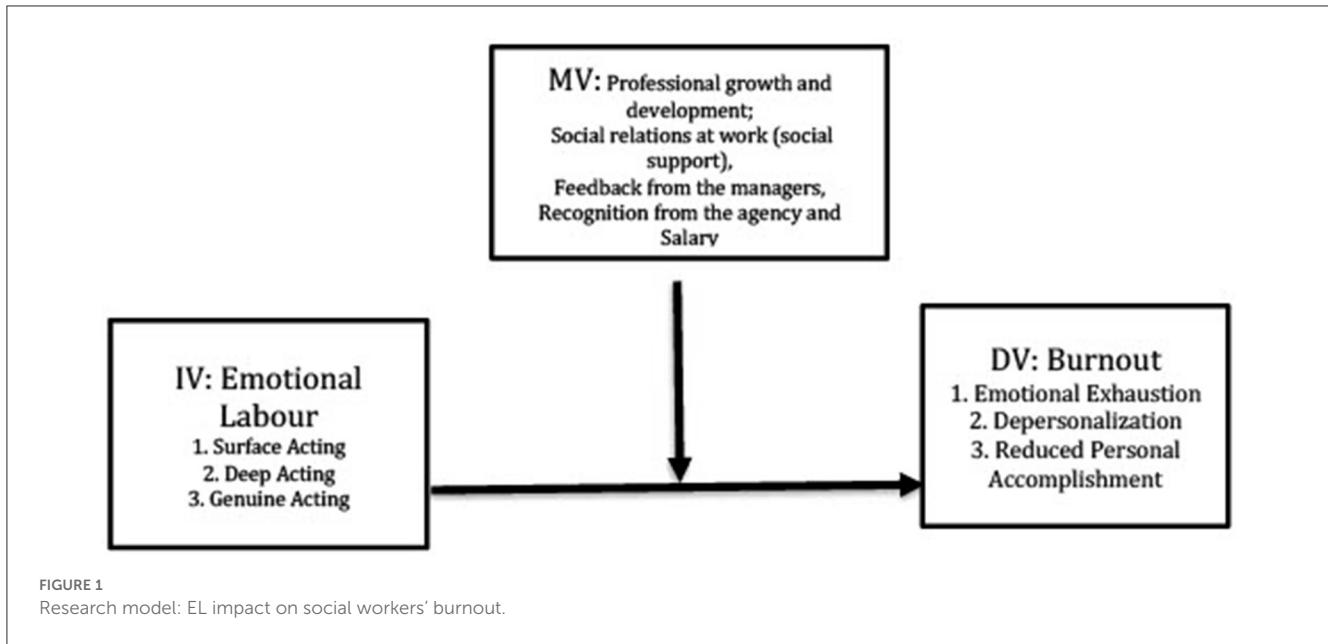 MV: Professional growth and
development;
Social relations at work (social
support),
Feedback from the managers,
Recognition from the agency and
Salary
IV: Emotional
Labour
1. Surface Acting
2. Deep Acting
3. Genuine Acting
DV: Burnout
1. Emotional Exhaustion
2. Depersonalization
3. Reduced Personal
Accomplishment
FIGURE 1
Research model: EL impact on social workers' burnout.